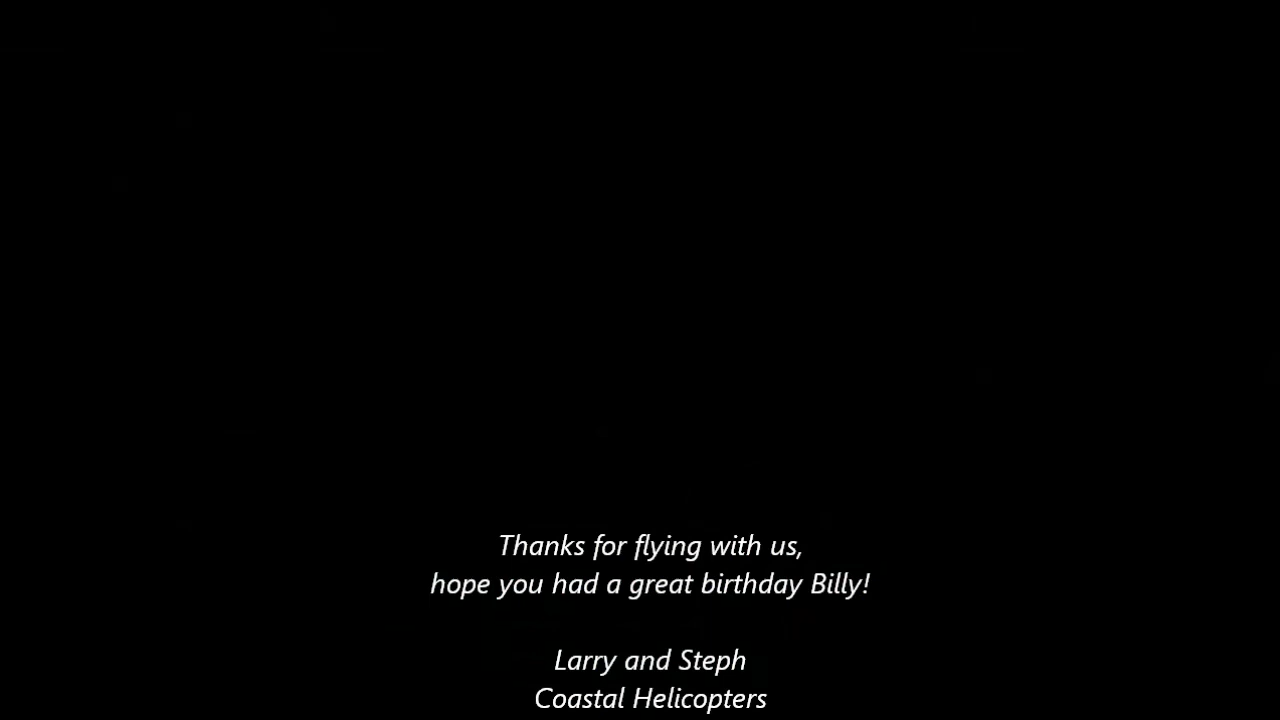 Thanks for flying with us,
hope you had a great birthday Billy!
Larry and Steph
Coastal Helicopters